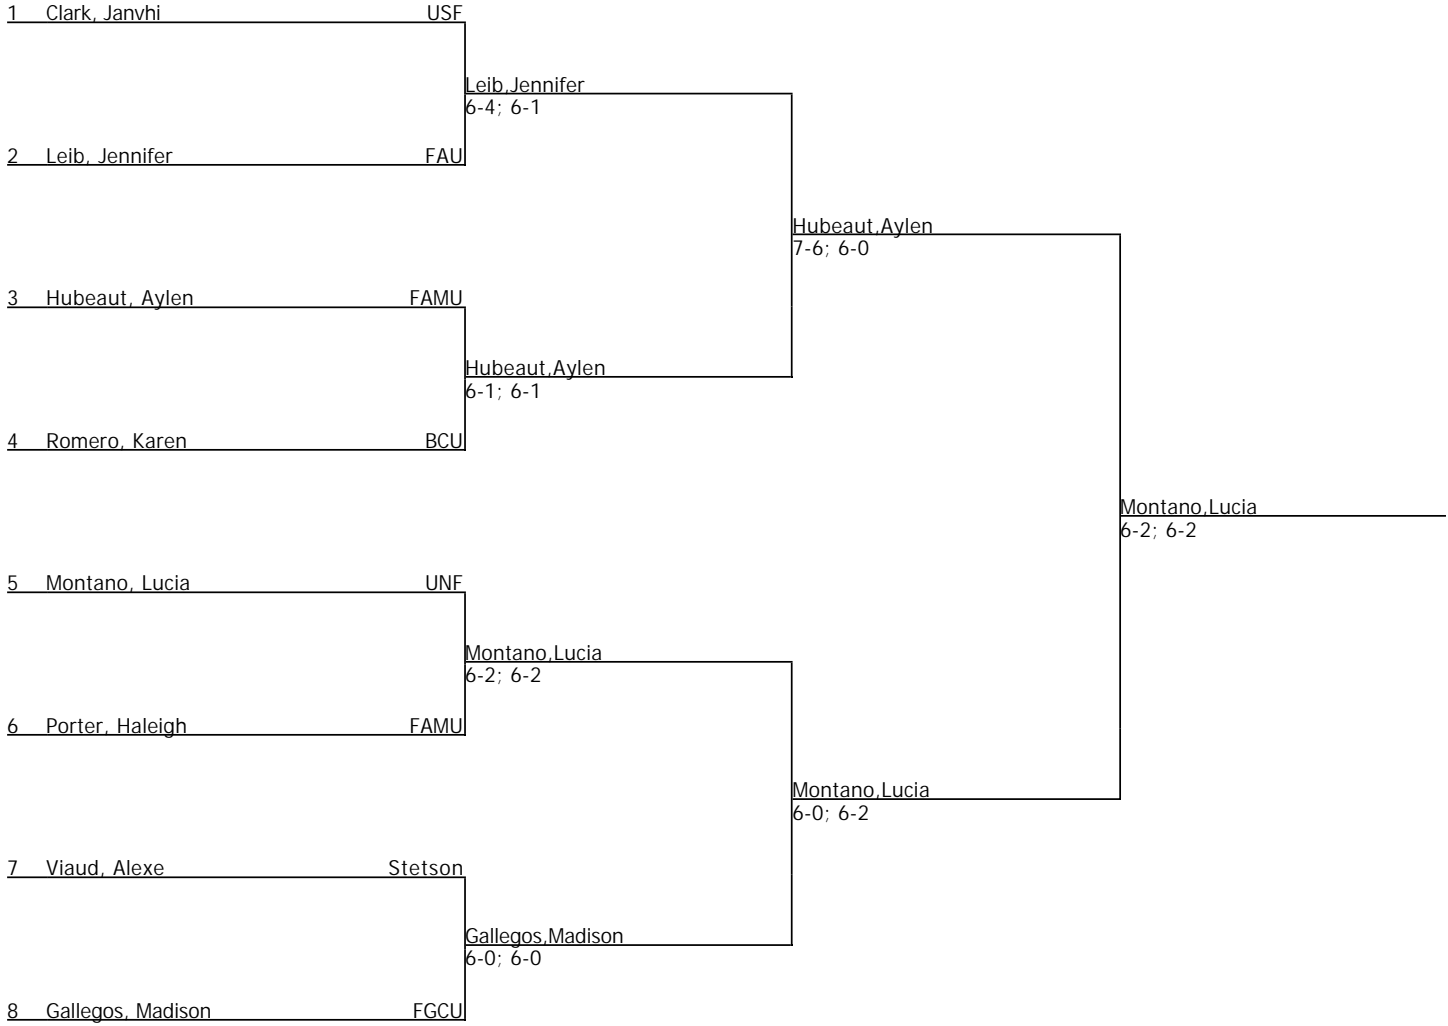 1 Clark, Janvhi USF
Leib,Jennifer
6-4; 6-1
2 Leib, Jennifer FAU
Hubeaut,Aylen
7-6; 6-0
3 Hubeaut, Aylen FAMU
Hubeaut,Aylen
6-1; 6-1
4 Romero, Karen BCU
Montano,Lucia
6-2; 6-2
5 Montano, Lucia UNF
Montano,Lucia
6-2; 6-2
6 Porter, Haleigh FAMU
Montano,Lucia
6-0; 6-2
7 Viaud, Alexe Stetson
Gallegos,Madison
6-0; 6-0
8 Gallegos, Madison FGCU